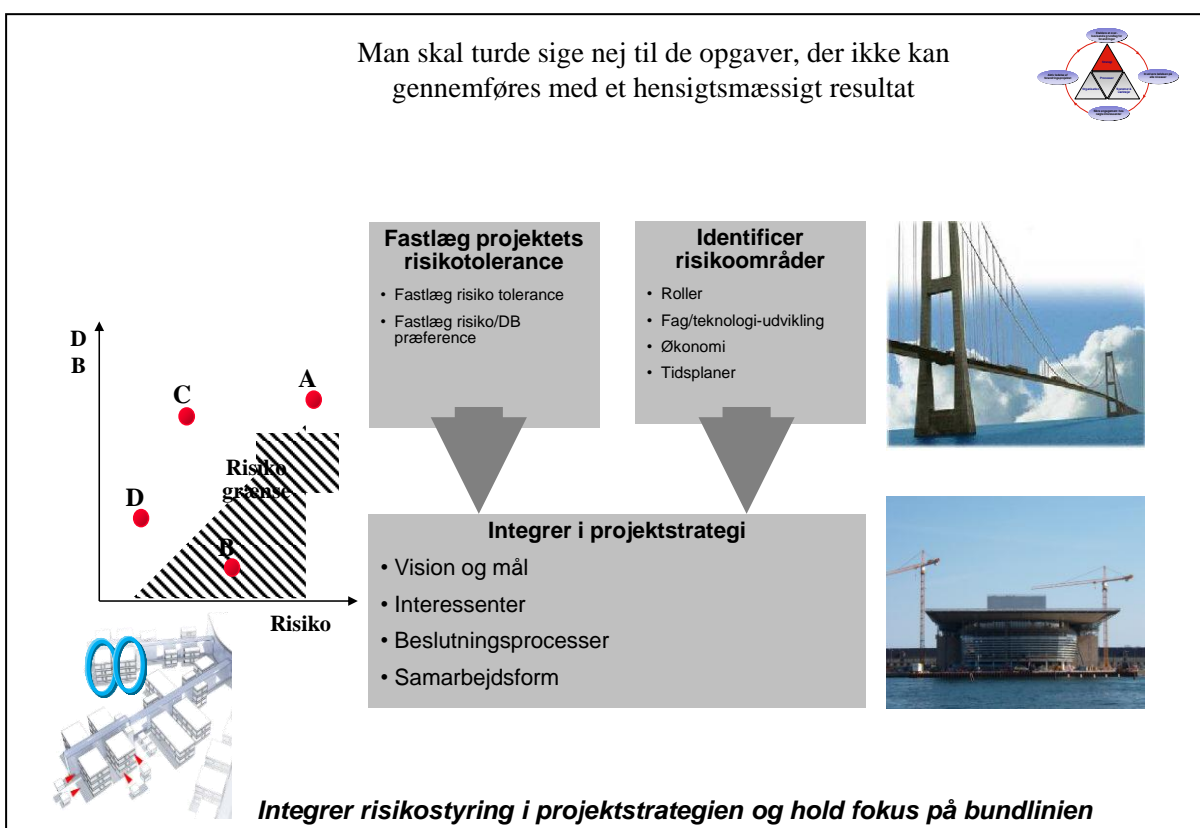 Man skal turde sige nej til de opgaver, der ikke kan
gennemføres med et hensigtsmæssigt resultat
Fastlæg projektets
risikotolerance
• Fastlæg risiko tolerance
• Fastlæg risiko/DB
præference
Identificer
risikoområder
• Roller
• Fag/teknologi-udvikling
• Økonomi
• Tidsplaner
D
B
C
A
Risiko
grænse
D
B
Risiko
Integrer i projektstrategi
• Vision og mål
• Interessenter
• Beslutningsprocesser
• Samarbejdsform
Integrer risikostyring i projektstrategien og hold fokus på bundlinien